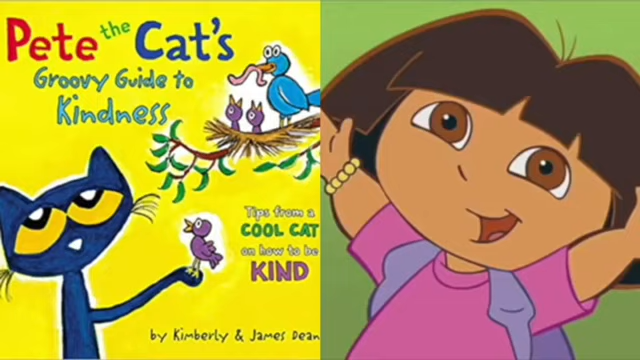 Pete the Cat's
Groovy Guide to
Kindness
Tips from a
COOL CAT
on how to be
KIND
by Kimberly & James Dean